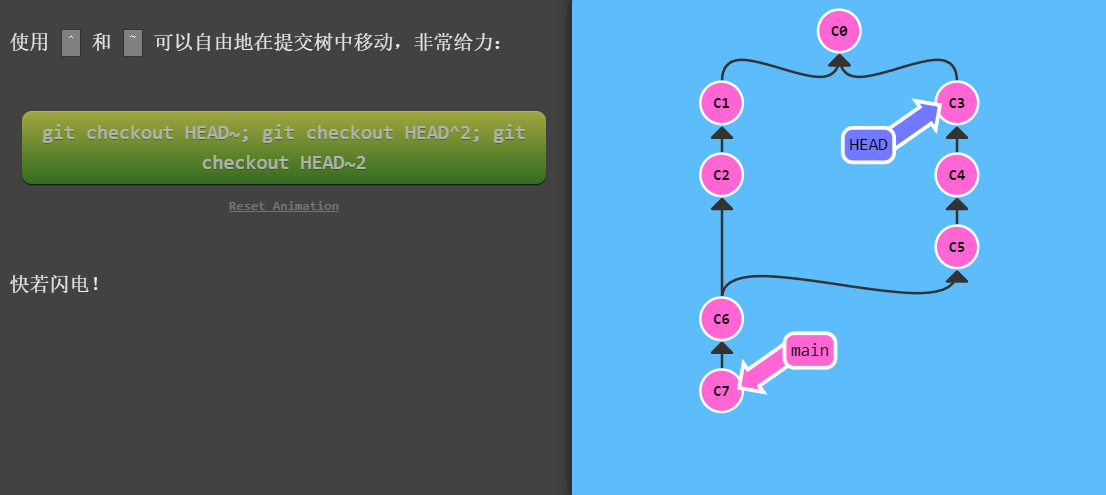 使用 ^ 和 ~ 可以自由地在提交树中移动，非常给力：
git checkout HEAD~; git checkout HEAD^2; git
checkout HEAD~2
Reset Animation
快若闪电！
C0
C1
C3
HEAD
C2
C4
C5
C6
main
C7